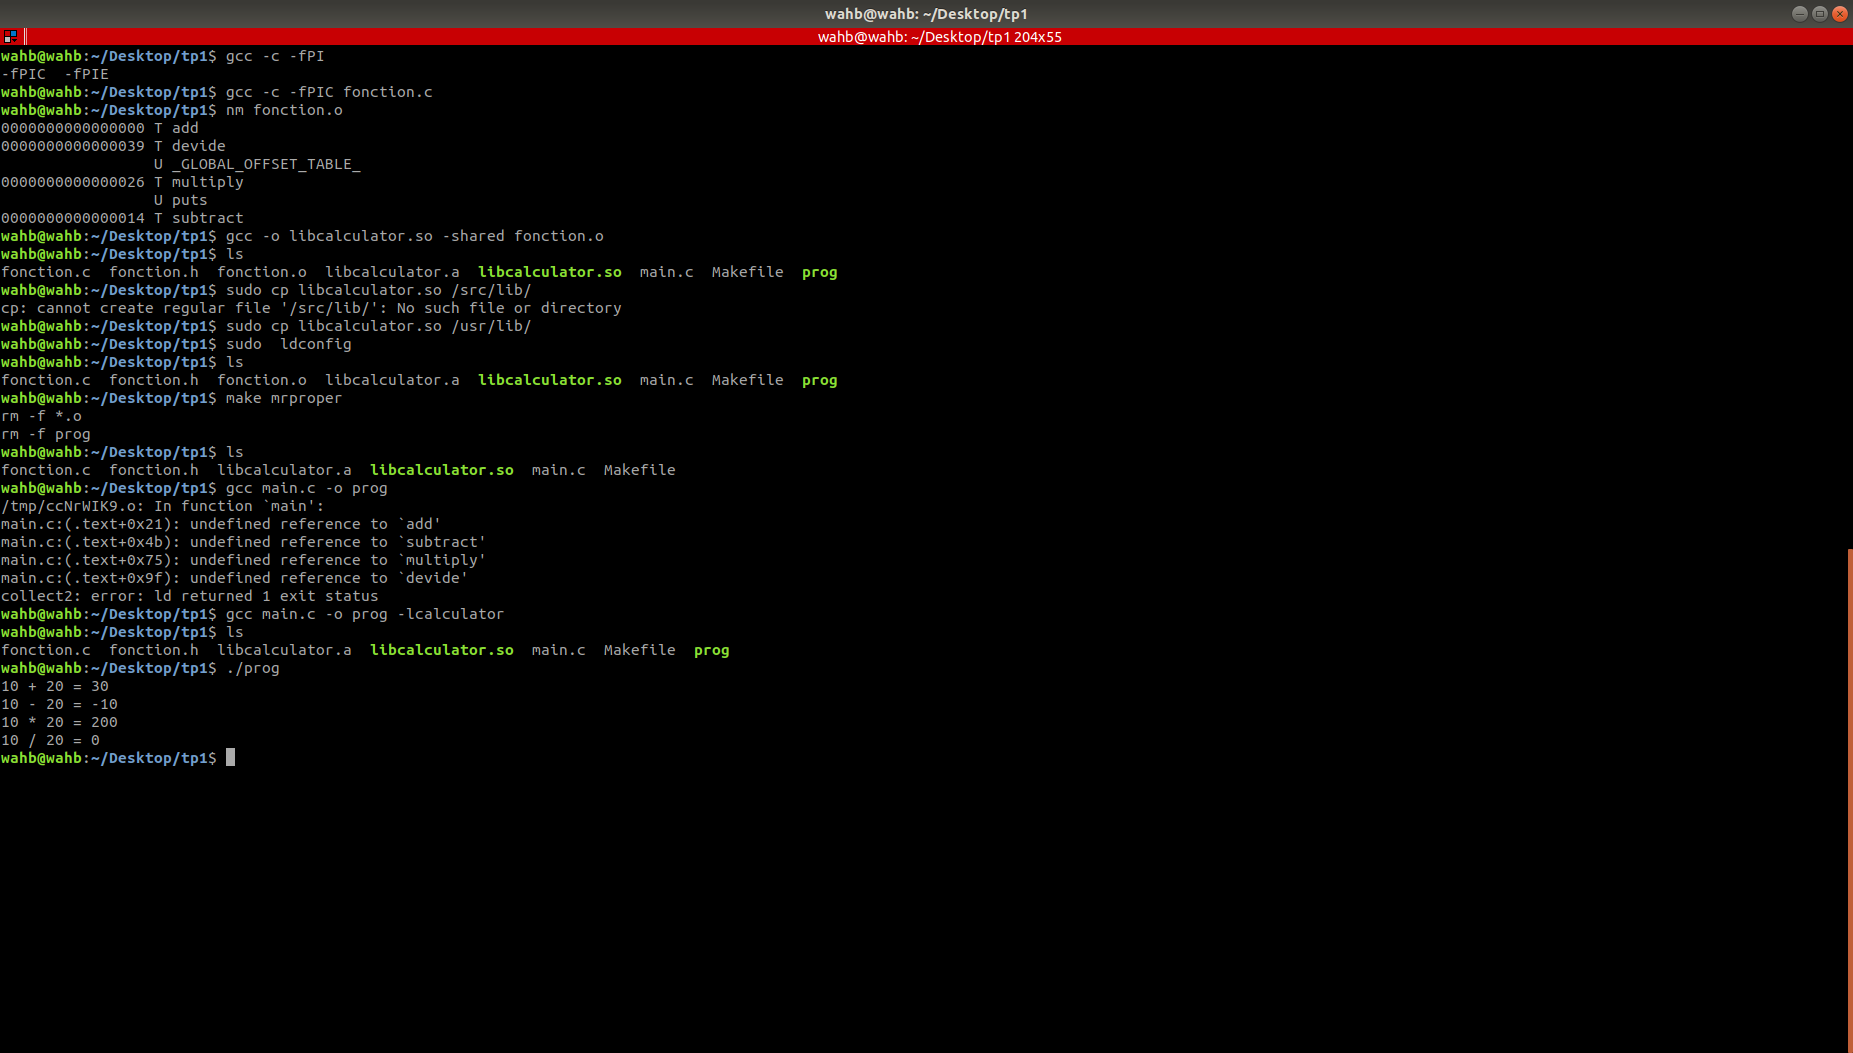 wahb@wahb: ~/Desktop/tp1
wahb@wahb: ~/Desktop/tp1 204x55
wahb@wahb:~/Desktop/tp1$ gcc -c -fPI
-fPIC  -fPIE
wahb@wahb:~/Desktop/tp1$ gcc -c -fPIC fonction.c
wahb@wahb:~/Desktop/tp1$ nm fonction.o
0000000000000000 T add
0000000000000039 T devide
                 U _GLOBAL_OFFSET_TABLE_
0000000000000026 T multiply
                 U puts
0000000000000014 T subtract
wahb@wahb:~/Desktop/tp1$ gcc -o libcalculator.so -shared fonction.o
wahb@wahb:~/Desktop/tp1$ ls
fonction.c  fonction.h  fonction.o  libcalculator.a  libcalculator.so  main.c  Makefile  prog
wahb@wahb:~/Desktop/tp1$ sudo cp libcalculator.so /src/lib/
cp: cannot create regular file '/src/lib/': No such file or directory
wahb@wahb:~/Desktop/tp1$ sudo cp libcalculator.so /usr/lib/
wahb@wahb:~/Desktop/tp1$ sudo  ldconfig
wahb@wahb:~/Desktop/tp1$ ls
fonction.c  fonction.h  fonction.o  libcalculator.a  libcalculator.so  main.c  Makefile  prog
wahb@wahb:~/Desktop/tp1$ make mrproper
rm -f *.o
rm -f prog
wahb@wahb:~/Desktop/tp1$ ls
fonction.c  fonction.h  libcalculator.a  libcalculator.so  main.c  Makefile
wahb@wahb:~/Desktop/tp1$ gcc main.c -o prog
/tmp/ccNrWIK9.o: In function `main':
main.c:(.text+0x21): undefined reference to `add'
main.c:(.text+0x4b): undefined reference to `subtract'
main.c:(.text+0x75): undefined reference to `multiply'
main.c:(.text+0x9f): undefined reference to `devide'
collect2: error: ld returned 1 exit status
wahb@wahb:~/Desktop/tp1$ gcc main.c -o prog -lcalculator
wahb@wahb:~/Desktop/tp1$ ls
fonction.c  fonction.h  libcalculator.a  libcalculator.so  main.c  Makefile  prog
wahb@wahb:~/Desktop/tp1$ ./prog
10 + 20 = 30
10 - 20 = -10
10 * 20 = 200
10 / 20 = 0
wahb@wahb:~/Desktop/tp1$